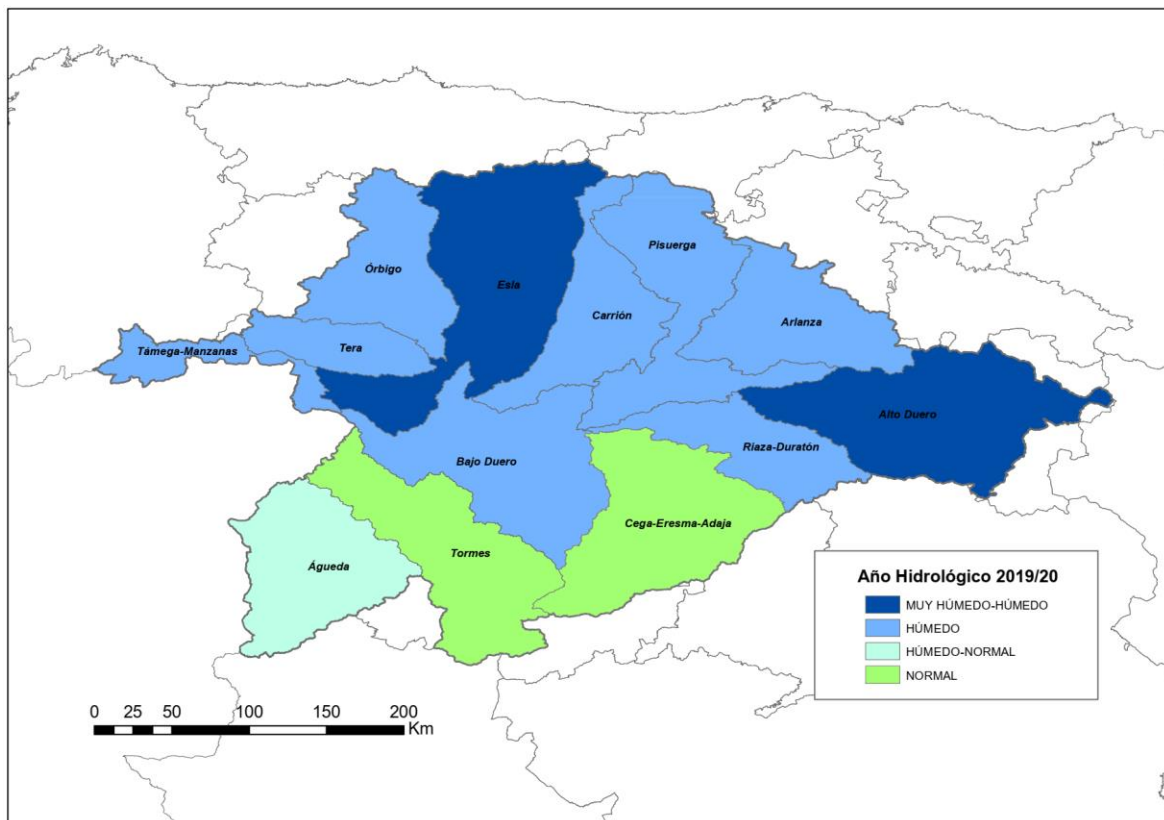 Pisuerga
Órbigo
Esla
Carrión
Arlanza
Támega-Manzanas
Tera
Alto Duero
Riaza-Duratón
Bajo Duero
Cega-Eresma-Adaja
Tormes
Águeda
Año Hidrológico 2019/20
MUY HÚMEDO-HÚMEDO
HÚMEDO
HÚMEDO-NORMAL
NORMAL
0 25 50 100 150 200
Km